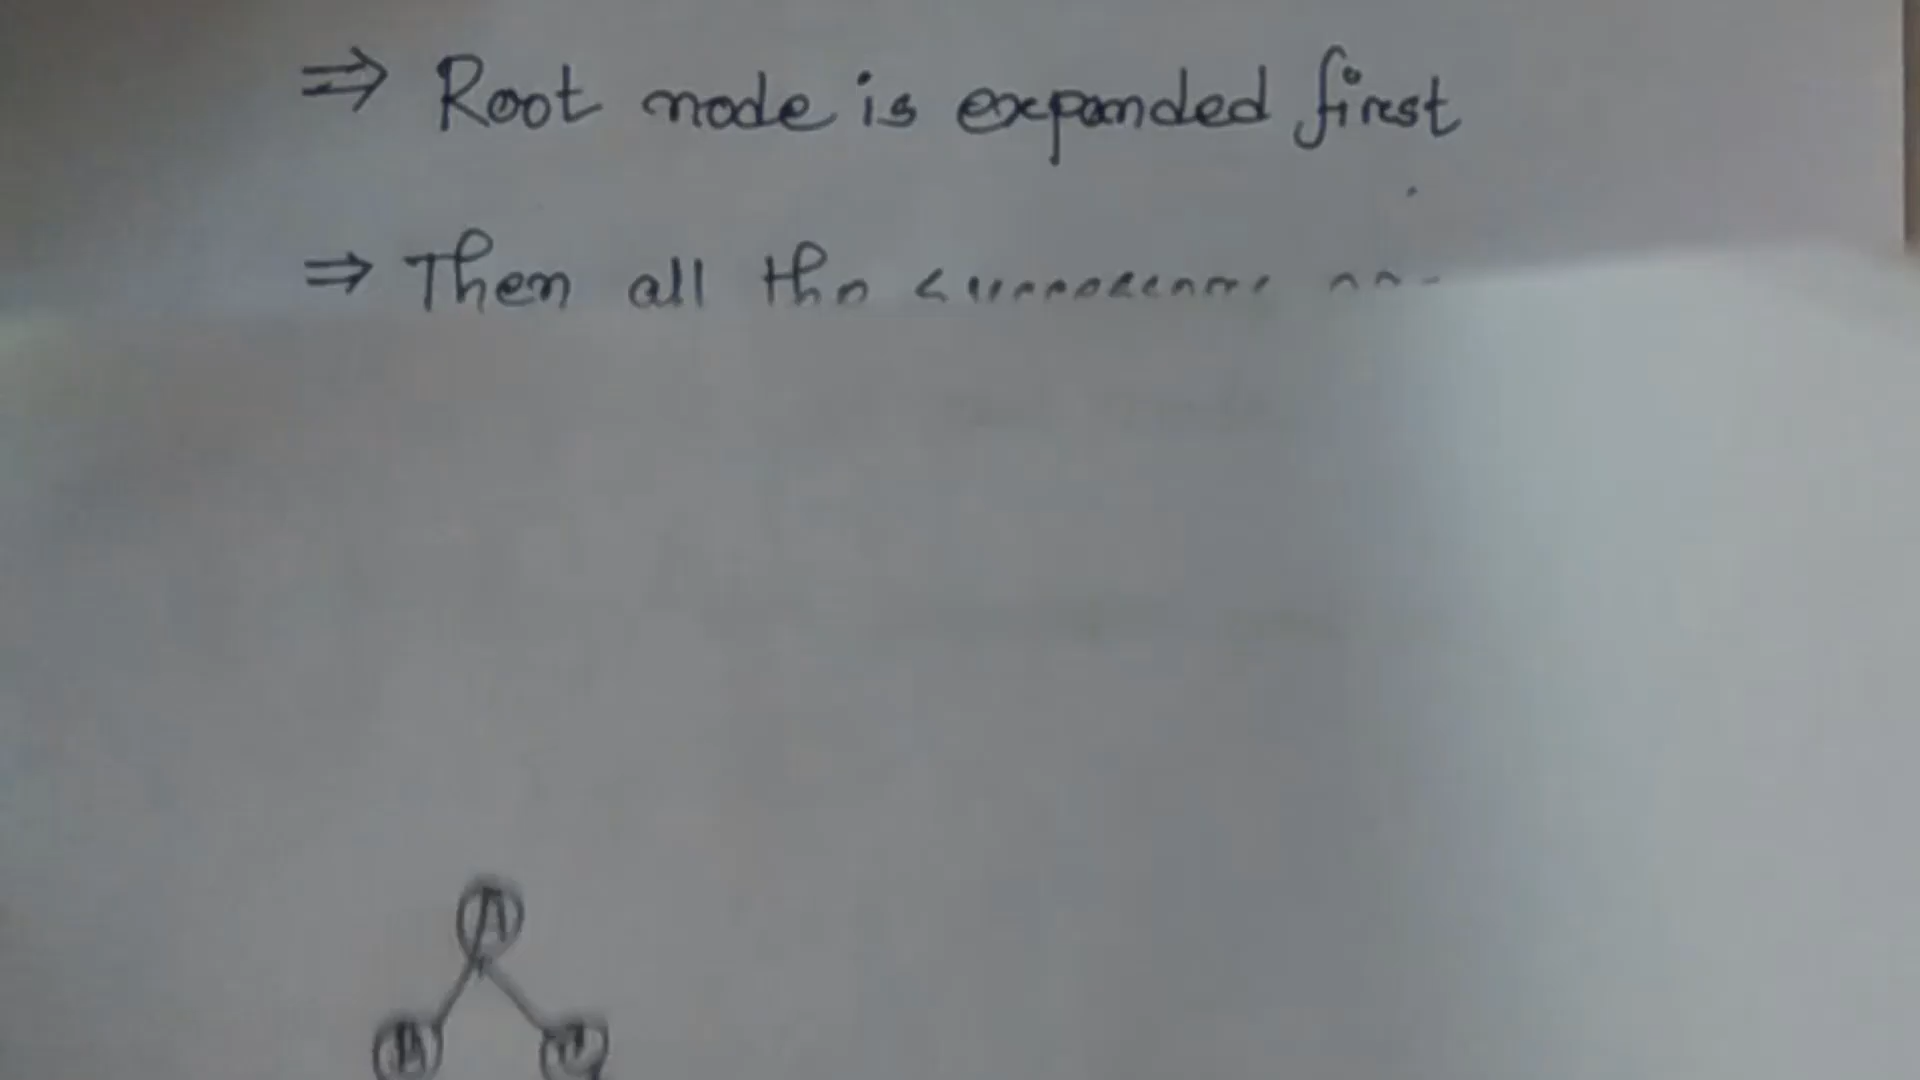 ⇒ Root node is expanded first
⇒ Then all the
A
B